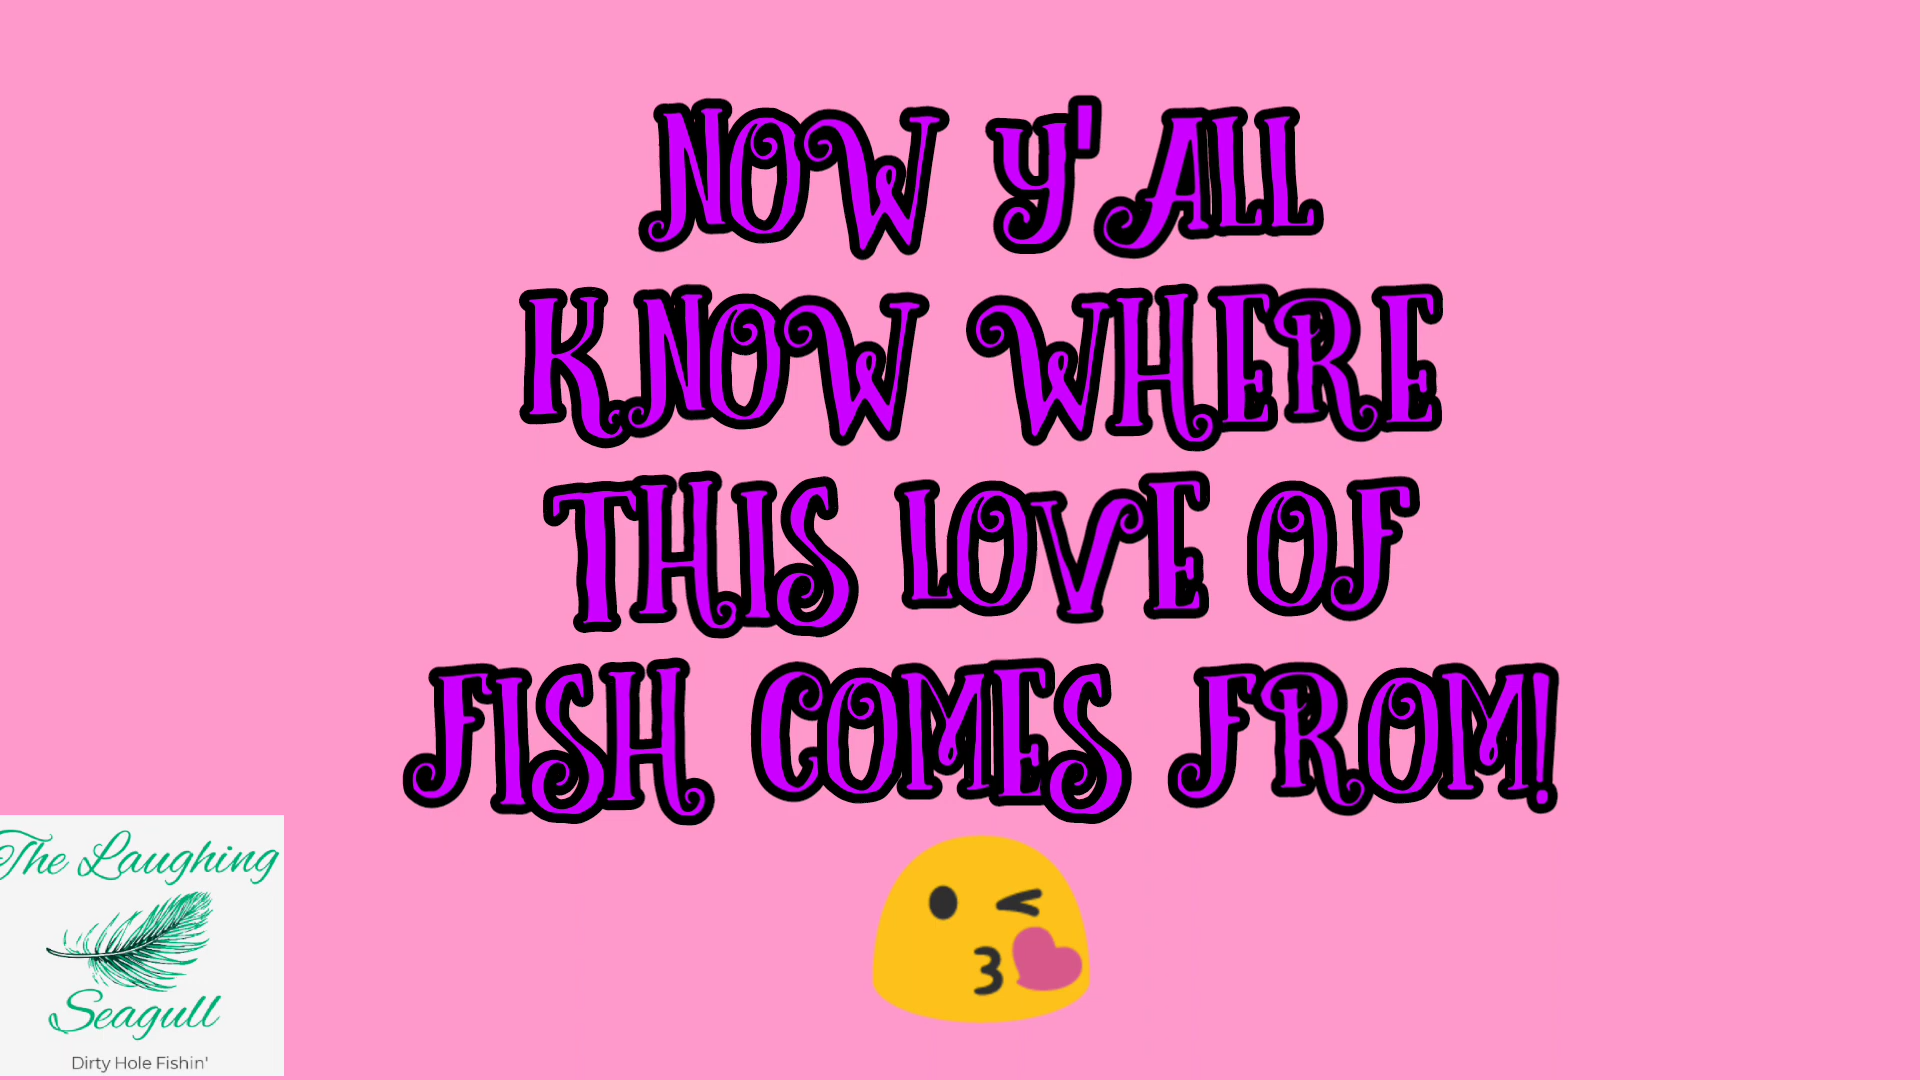 NOW Y'ALL
KNOW WHERE
THIS LOVE OF
FISH COMES FROM!
The Laughing
Seagull
Dirty Hole Fishin'